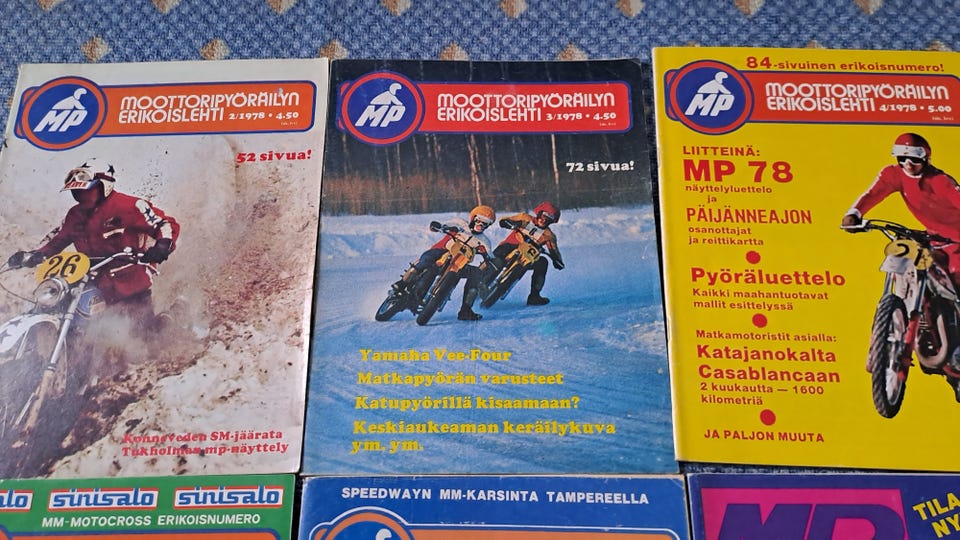 MP
MOOTTORIPYÖRÄILYN
ERIKOISLEHTI 2/1978 • 4.50
52 sivua!
26
Konneveden SM-jäärata
Tukholman mp-näyttely
MP
MOOTTORIPYÖRÄILYN
ERIKOISLEHTI 3/1978 • 4.50
72 sivua!
Yamaha Vee-Four
Matkapyörän varusteet
Katupyörillä kisaamaan?
Keskiaukeaman keräilykuva
ym. ym.
84-sivuinen erikoisnumero!
MP
MOOTTORIPYÖRÄILYN
ERIKOISLEHTI 4/1978 • 5.00
LIITTEINÄ:
MP 78
näyttelyluettelo
ja
PÄIJÄNNEAJON
osanottajat
ja reittikartta
Pyöräluettelo
Kaikki maahantuotavat
mallit esittelyssä
Matkamotoristit asialla:
Katajanokalta
Casablancaan
2 kuukautta — 1600
kilometriä
JA PALJON MUUTA
alo sinisalo sinisalo
MM-MOTOCROSS ERIKOISNUMERO
SPEEDWAYN MM-KARSINTA TAMPEREELLA
MP
TILA
NY